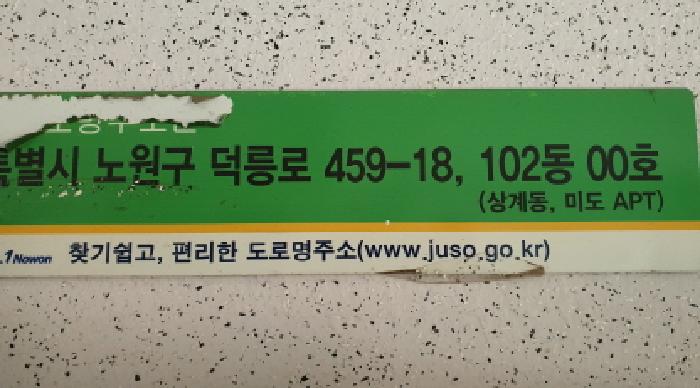 특별시 노원구 덕릉로 459-18, 102동 00호
(상계동, 미도 APT)
.1 Nowon 찾기쉽고, 편리한 도로명주소(www.juso.go.kr)